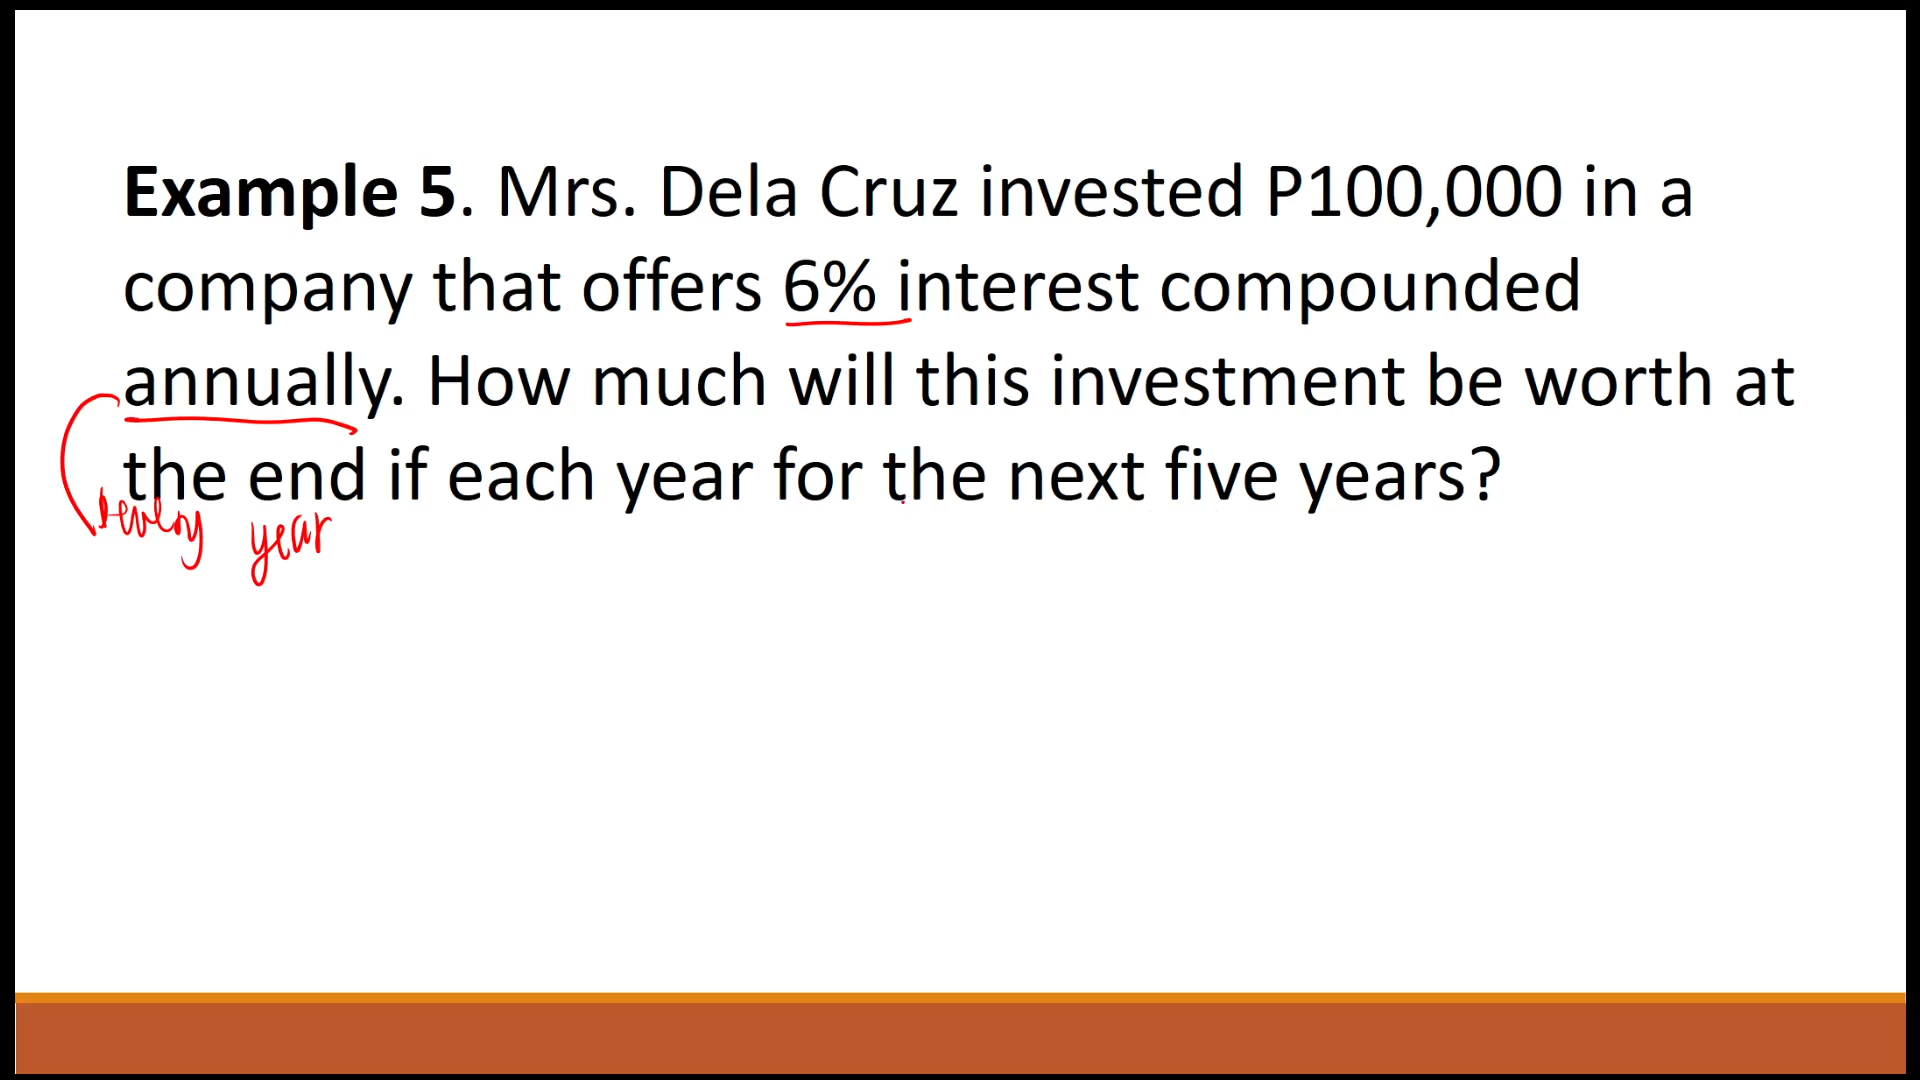 Example 5. Mrs. Dela Cruz invested P100,000 in a
company that offers 6% interest compounded
annually. How much will this investment be worth at
the end if each year for the next five years?
every year